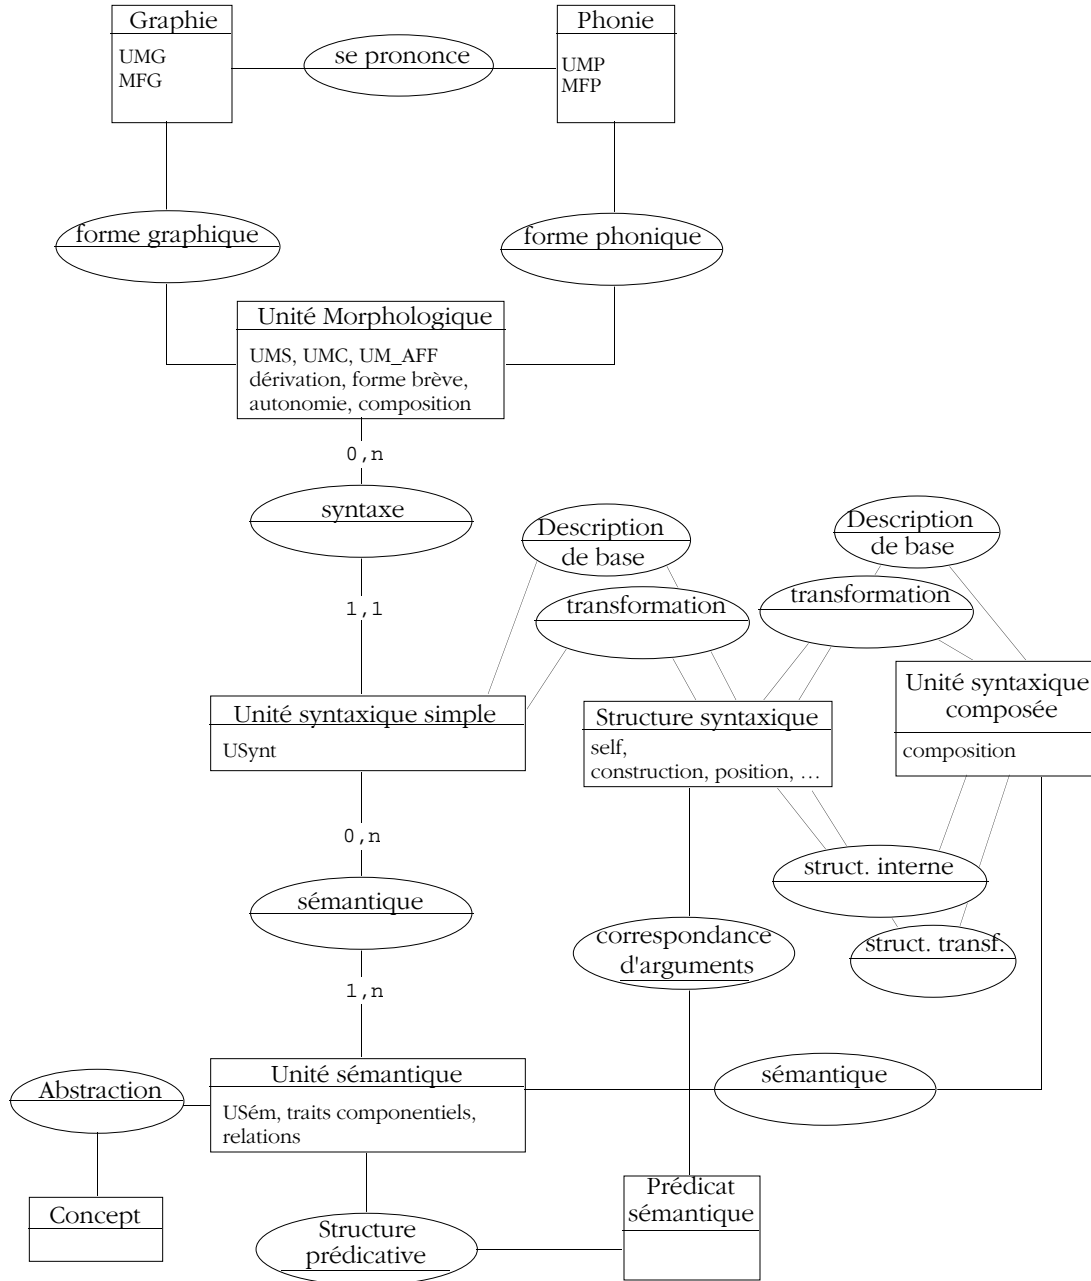 Graphie
Phonie
UMG
MFG
se prononce
UMP
MFP
forme graphique
forme phonique
Unité Morphologique
UMS, UMC, UM_AFF
dérivation, forme brève,
autonomie, composition
0,n
syntaxe
Description
de base
Description
de base
1,1
transformation
transformation
Unité syntaxique simple
USynt
Structure syntaxique
self,
construction, position, …
Unité syntaxique
composée
composition
0,n
sémantique
struct. interne
correspondance
d'arguments
struct. transf.
1,n
Abstraction
Unité sémantique
USém, traits componentiels,
relations
sémantique
Concept
Structure
prédicative
Prédicat
sémantique